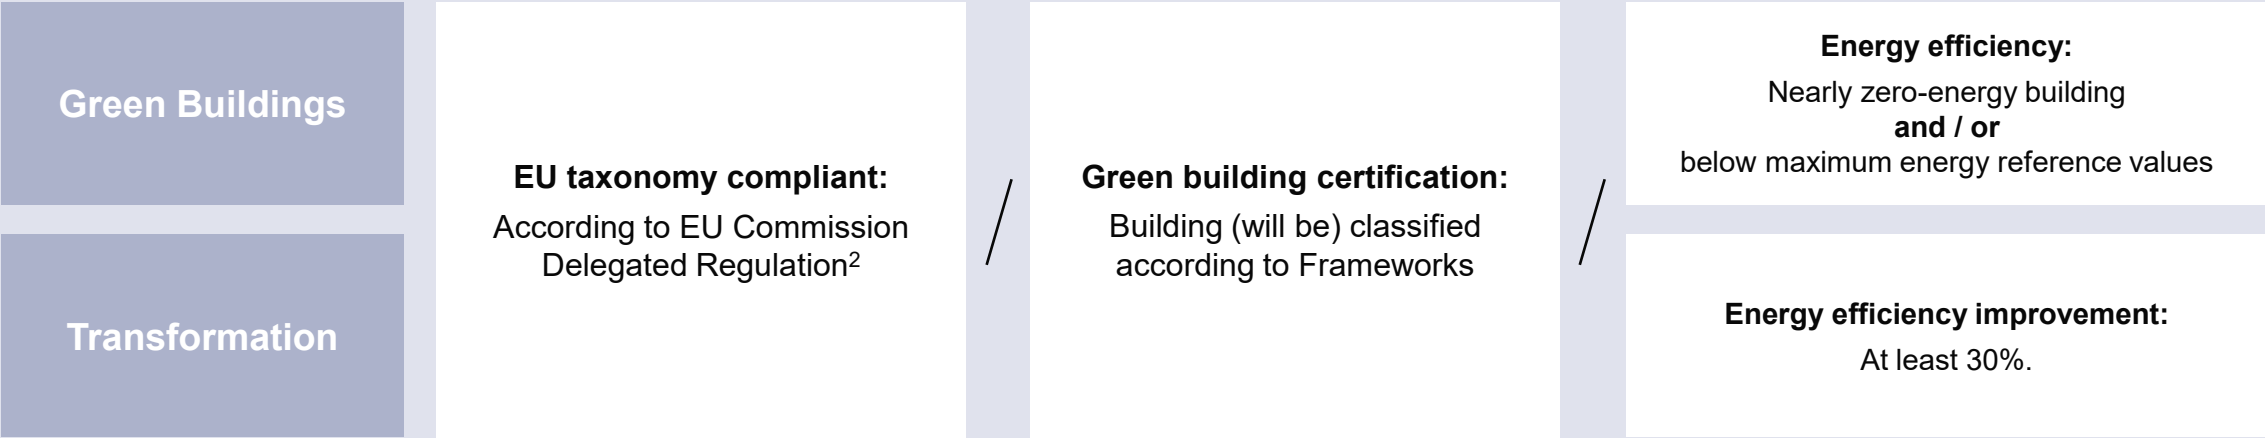 Green Buildings
Transformation
EU taxonomy compliant:
According to EU Commission
Delegated Regulation²
/
Green building certification:
Building (will be) classified
according to Frameworks
/
Energy efficiency:
Nearly zero-energy building
and / or
below maximum energy reference values
Energy efficiency improvement:
At least 30%.